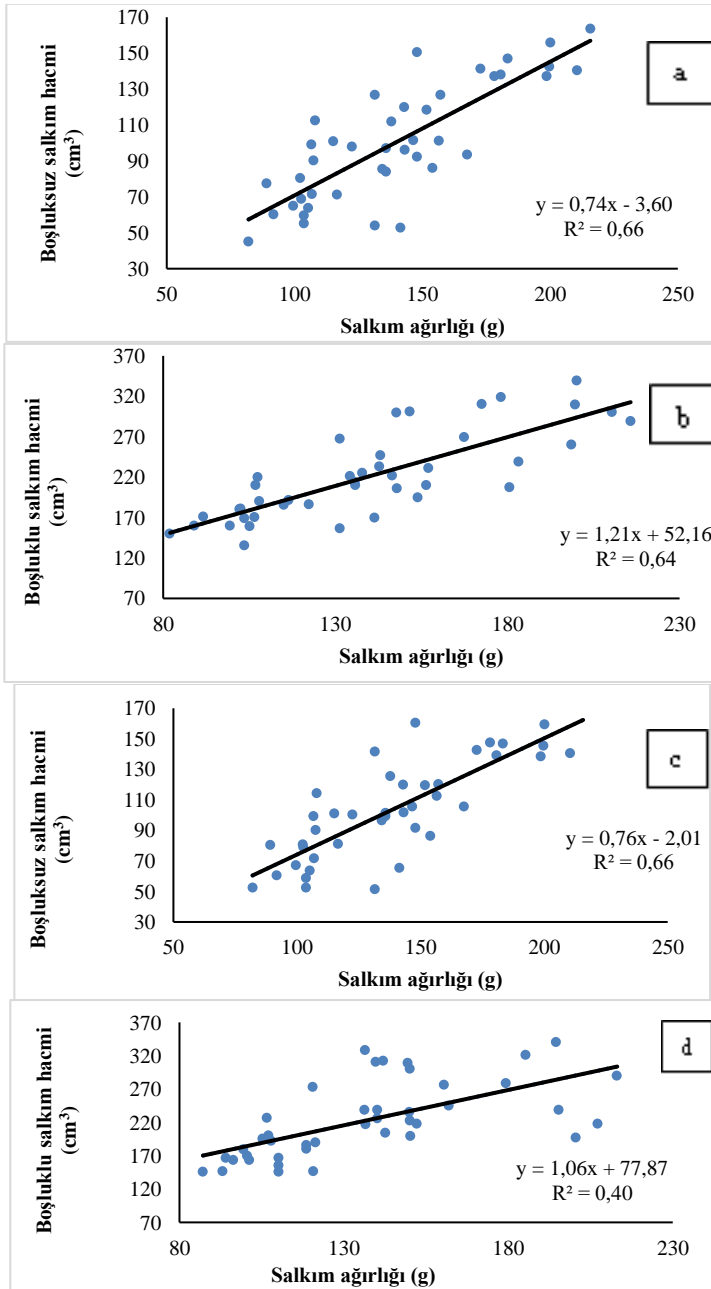 170
150
130
110
90
70
50
30
Boşluksuz salkım hacmi
(cm³)
a
y = 0,74x - 3,60
R² = 0,66
50 100 150 200 250
Salkım ağırlığı (g)
370
320
270
220
170
120
70
Boşluklu salkım hacmi
(cm³)
b
y = 1,21x + 52,16
R² = 0,64
80 130 180 230
Salkım ağırlığı (g)
170
150
130
110
90
70
50
30
Boşluksuz salkım hacmi
(cm³)
c
y = 0,76x - 2,01
R² = 0,66
50 100 150 200 250
Salkım ağırlığı (g)
370
320
270
220
170
120
70
Boşluklu salkım hacmi
(cm³)
d
y = 1,06x + 77,87
R² = 0,40
80 130 180 230
Salkım ağırlığı (g)